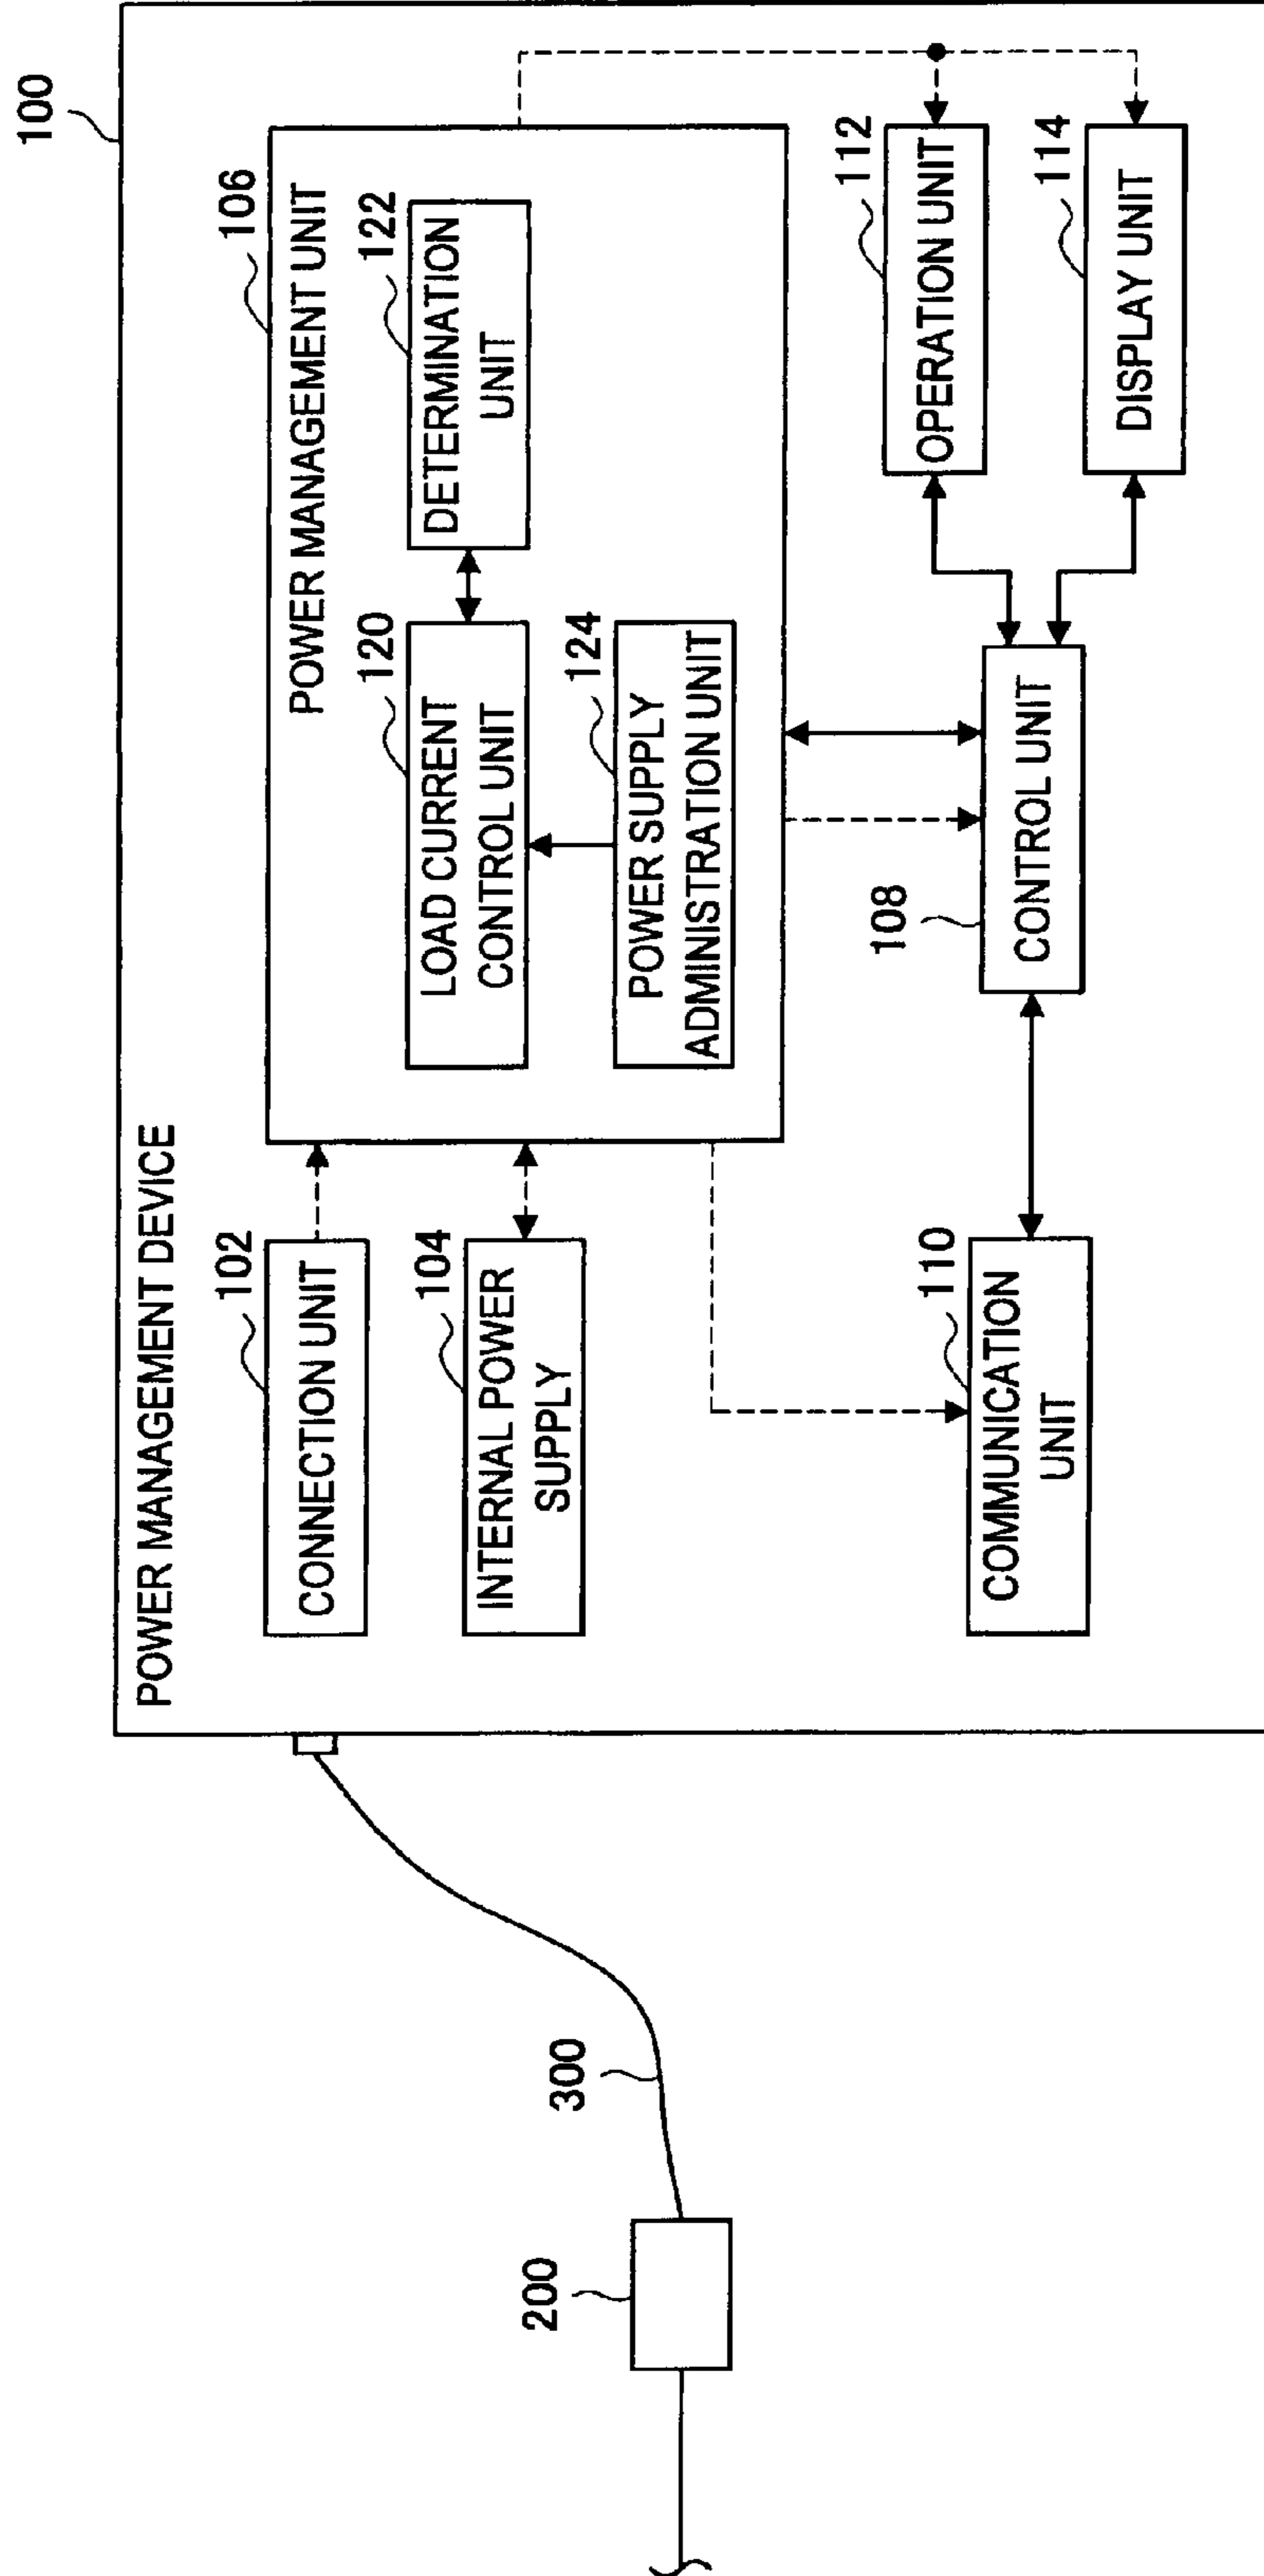 100
POWER MANAGEMENT DEVICE
102
CONNECTION UNIT
104
INTERNAL POWER
SUPPLY
106
POWER MANAGEMENT UNIT
120
LOAD CURRENT
CONTROL UNIT
122
DETERMINATION
UNIT
124
POWER SUPPLY
ADMINISTRATION UNIT
300
200
108
CONTROL UNIT
110
COMMUNICATION
UNIT
112
OPERATION UNIT
114
DISPLAY UNIT